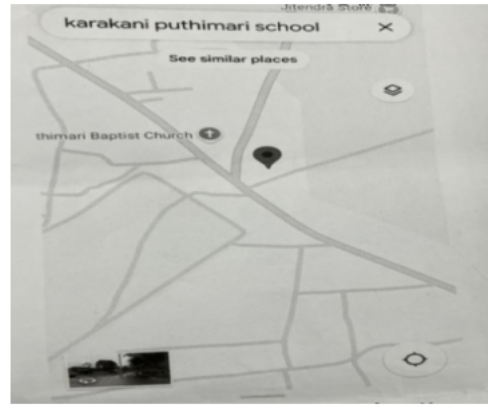 Jitendra Store
karakani puthimari school
See similar places
thimari Baptist Church